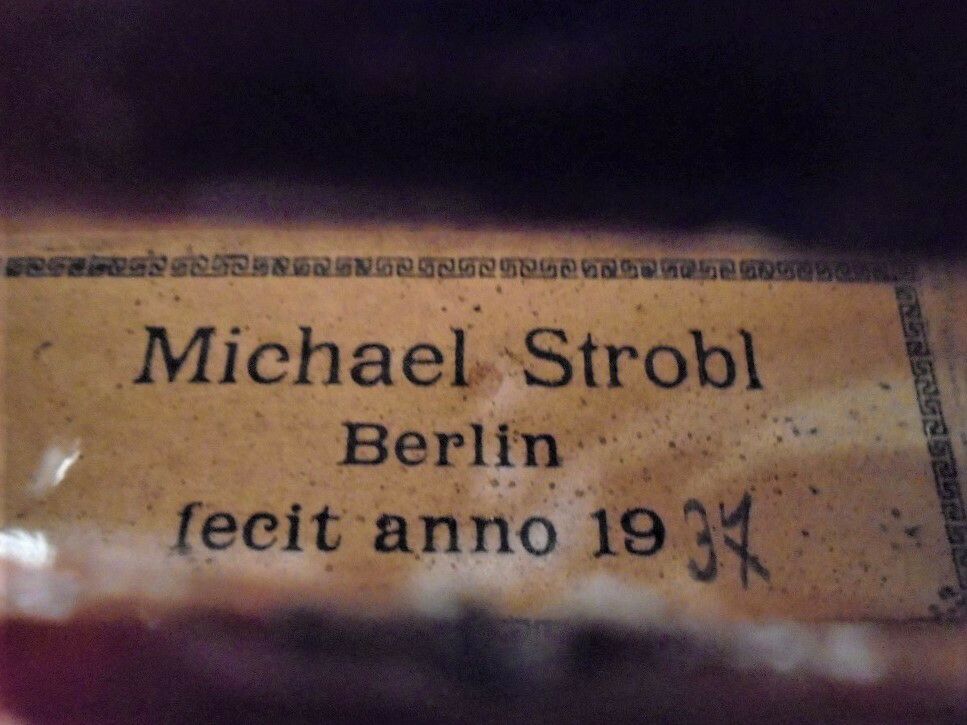 Michael Strobl
Berlin
fecit anno 1937